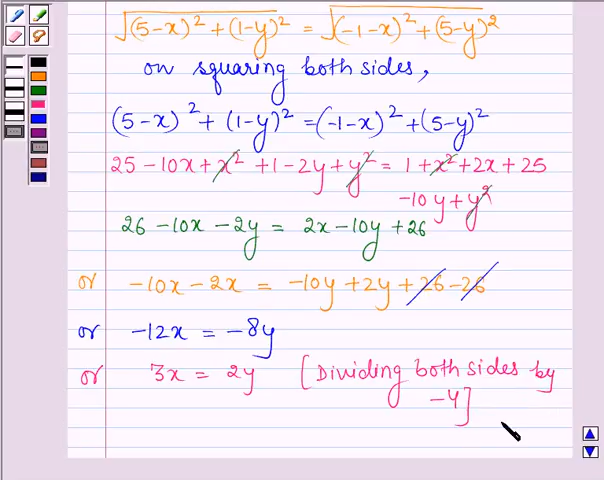 √(5-x)² + (1-y)² = √(-1-x)² + (5-y)²
on squaring both sides,
(5-x)² + (1-y)² = (-1-x)² + (5-y)²
25 - 10x + x² + 1 - 2y + y² = 1 + x² + 2x + 25
-10y + y²
26 - 10x - 2y = 2x - 10y + 26
or -10x - 2x = -10y + 2y + 26 - 26
or -12x = -8y
or 3x = 2y [Dividing both sides by
-4]